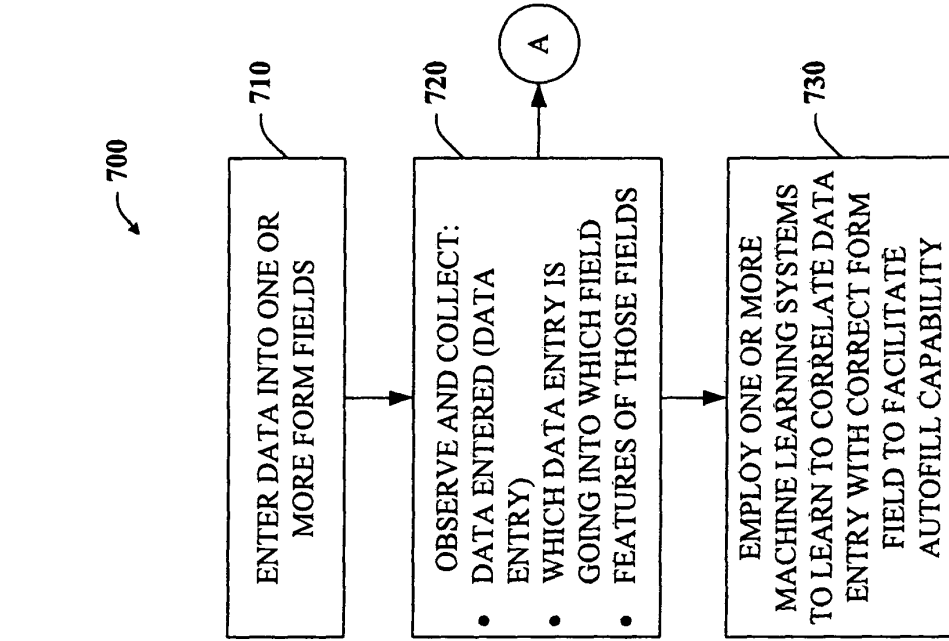 700
710
ENTER DATA INTO ONE OR
MORE FORM FIELDS
720
OBSERVE AND COLLECT:
• DATA ENTERED (DATA
ENTRY)
• WHICH DATA ENTRY IS
GOING INTO WHICH FIELD
• FEATURES OF THOSE FIELDS
A
730
EMPLOY ONE OR MORE
MACHINE LEARNING SYSTEMS
TO LEARN TO CORRELATE DATA
ENTRY WITH CORRECT FORM
FIELD TO FACILITATE
AUTOFILL CAPABILITY